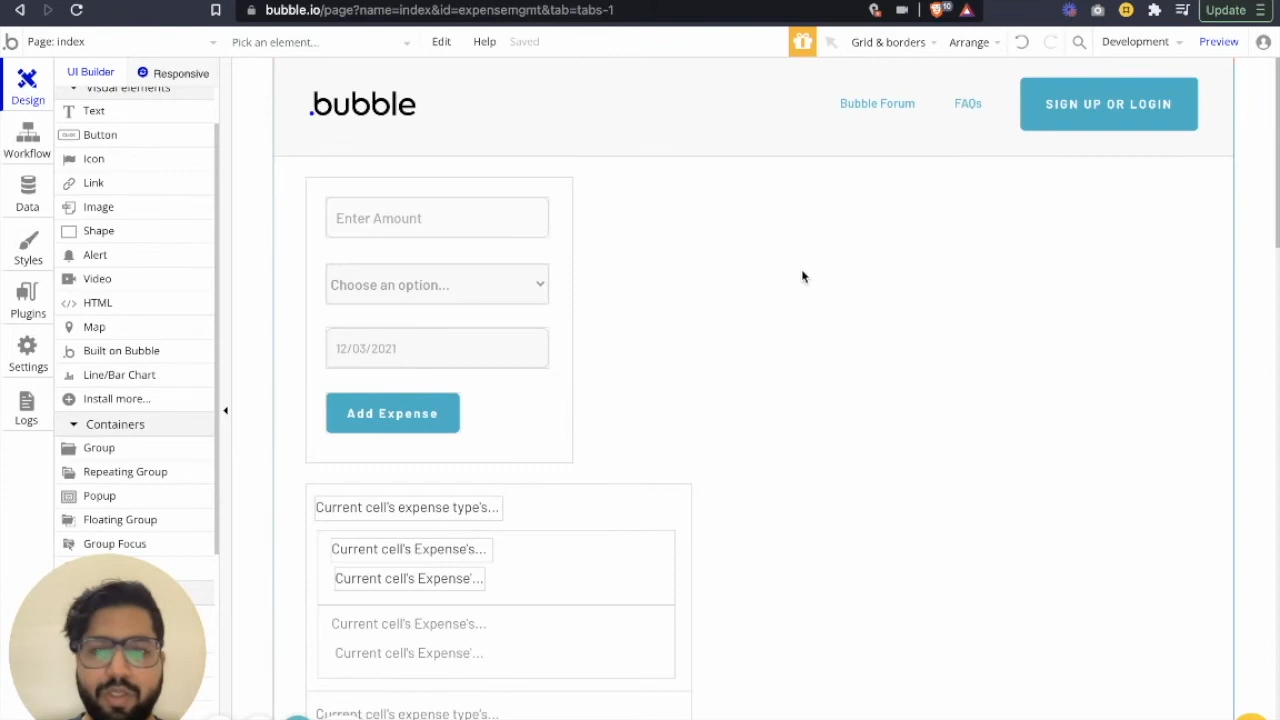 bubble.io/page?name=index&id=expensemgmt&tab=tabs-1
10
Update
Page: index
Pick an element...
Edit
Help
Saved
Grid & borders
Arrange
Development
Preview
UI Builder
Responsive
Design
Workflow
Data
Styles
Plugins
Settings
Logs
Visual elements
Text
Button
Icon
Link
Image
Shape
Alert
Video
HTML
Map
Built on Bubble
Line/Bar Chart
Install more...
Containers
Group
Repeating Group
Popup
Floating Group
Group Focus
.bubble
Bubble Forum
FAQs
SIGN UP OR LOGIN
Enter Amount
Choose an option...
12/03/2021
Add Expense
Current cell's expense type's...
Current cell's Expense's...
Current cell's Expense'...
Current cell's Expense's...
Current cell's Expense'...
Current cell's expense type's...